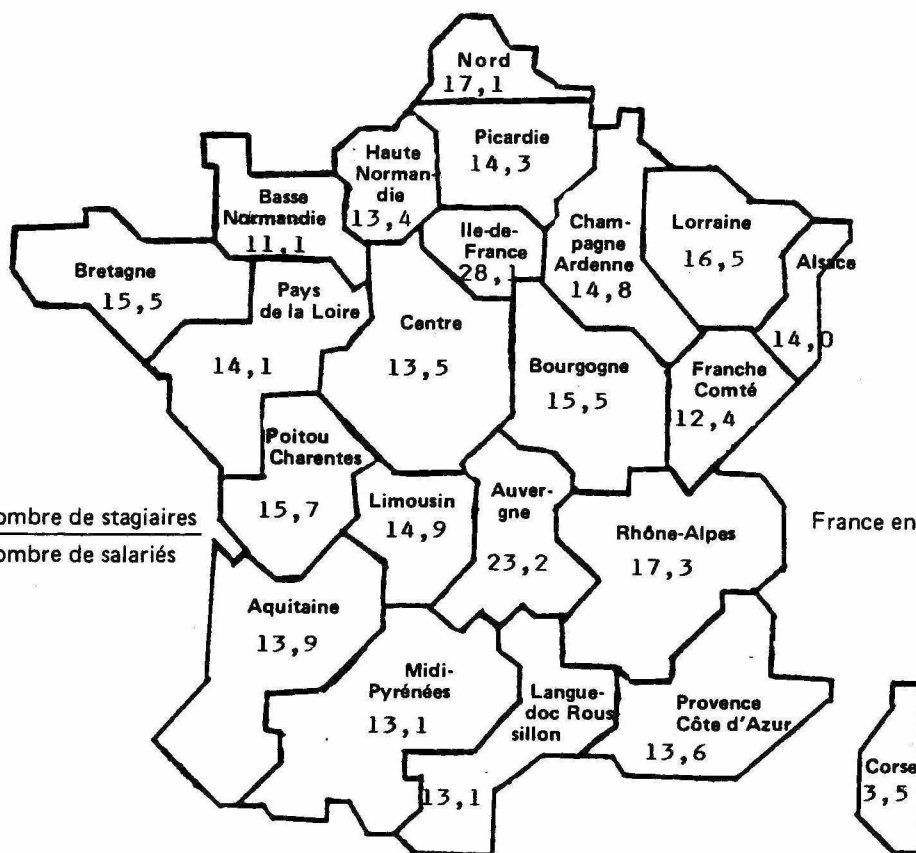 Nord
17,1
Picardie
14,3
Haute
Norman-
die
13,4
Basse
Normandie
11,1
Ile-de-
France
28,1
Cham-
pagne
Ardenne
14,8
Lorraine
16,5
Alsace
14,0
Bretagne
15,5
Pays
de la Loire
14,1
Centre
13,5
Bourgogne
15,5
Franche
Comté
12,4
Poitou
Charentes
15,7
Limousin
14,9
Auver-
gne
23,2
Rhône-Alpes
17,3
ombre de stagiaires
ombre de salariés
France en
Aquitaine
13,9
Midi-
Pyrénées
13,1
Langue-
doc Rous
sillon
13,1
Provence
Côte d'Azur
13,6
Corse
3,5